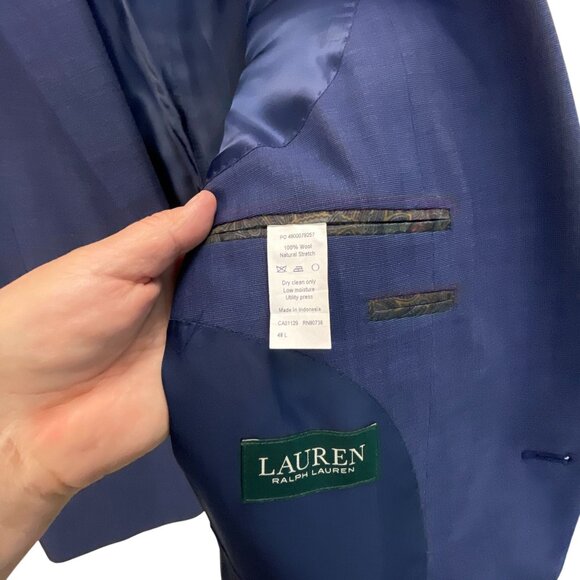 PO 4800079057
100% Wool
Natural Stretch
Dry clean only
Low moisture
Utility press
Made in Indonesia
CA01129 RN80738
48 L
LAUREN
RALPH LAUREN